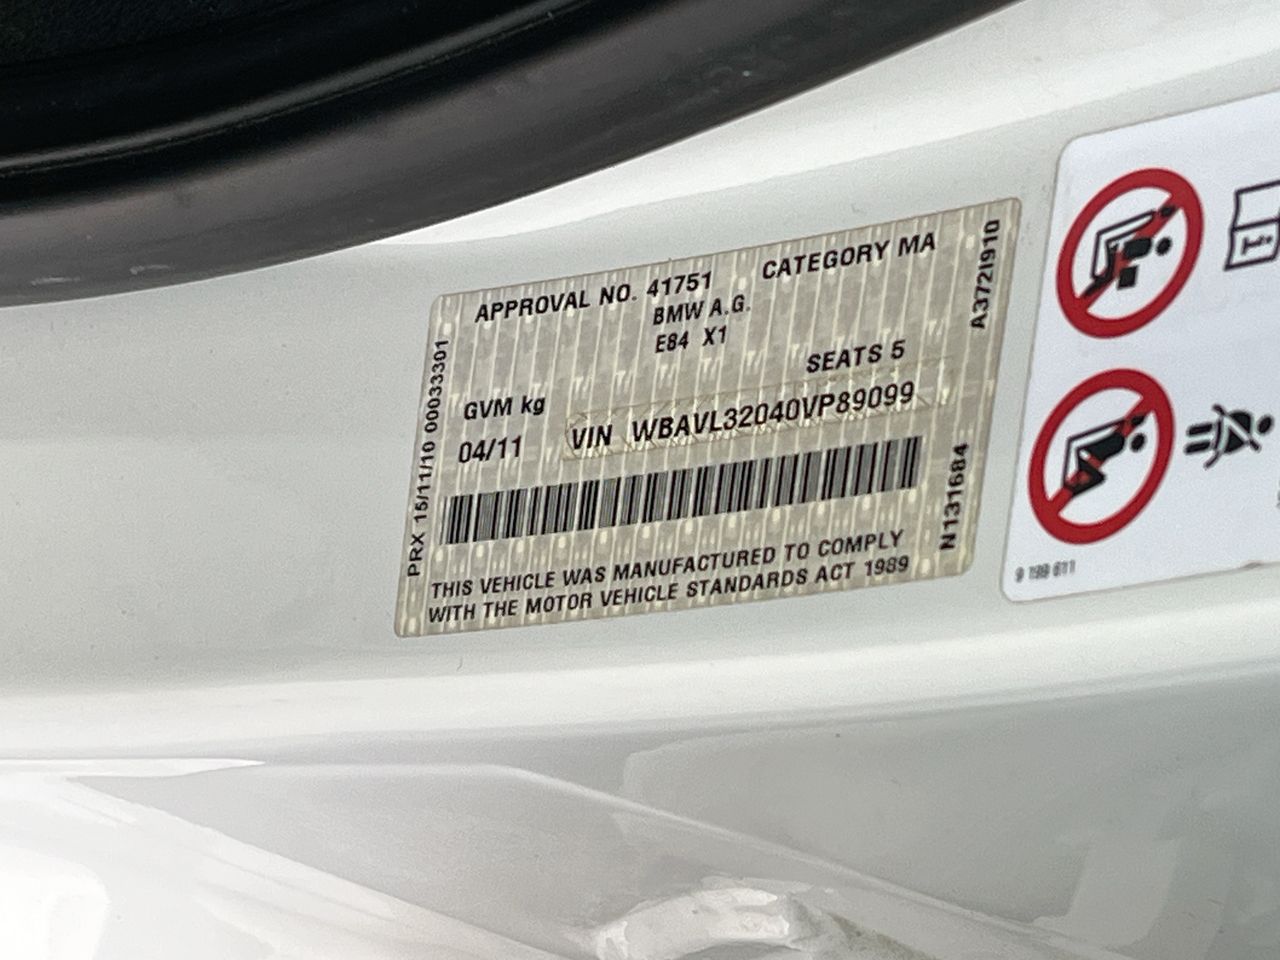 APPROVAL NO. 41751 CATEGORY MA
BMW A.G.
E84 X1
SEATS 5
GVM kg
04/11 VIN WBAVL32040VP89099
THIS VEHICLE WAS MANUFACTURED TO COMPLY
WITH THE MOTOR VEHICLE STANDARDS ACT 1989
PRX 15/11/10 00033301
A372I910
N131684
9 199 611